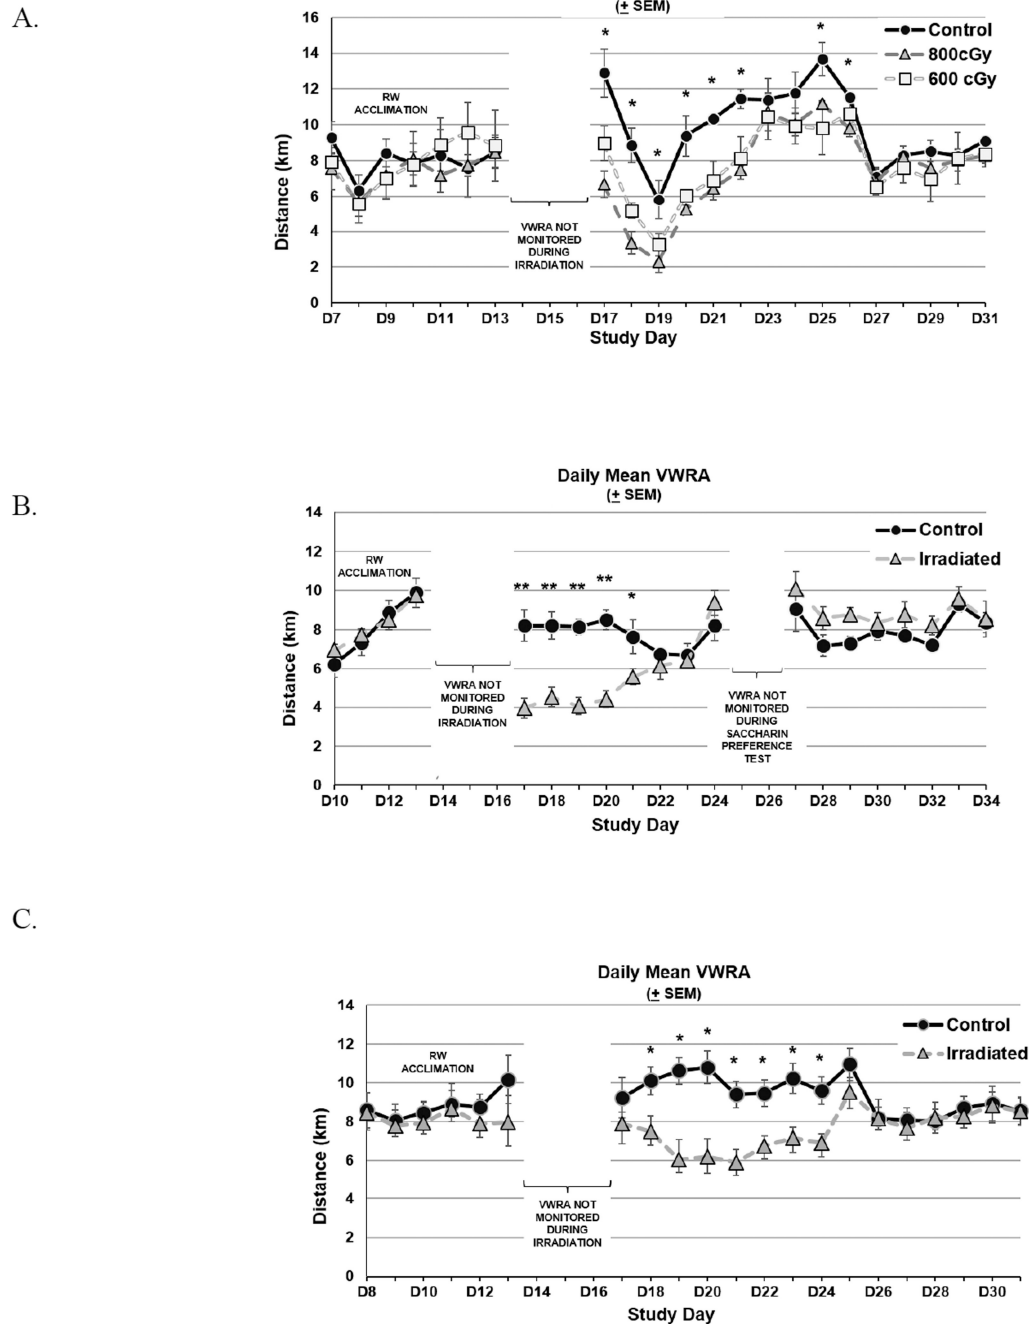 A.
(± SEM)
16
14
12
10
8
6
4
2
0
Distance (km)
Control
800cGy
600 cGy
RW
ACCLIMATION
VWRA NOT
MONITORED
DURING
IRRADIATION
*
*
*
*
*
*
*
*
D7 D9 D11 D13 D15 D17 D19 D21 D23 D25 D27 D29 D31
Study Day
B.
Daily Mean VWRA
(± SEM)
14
12
10
8
6
4
2
0
Distance (km)
Control
Irradiated
RW
ACCLIMATION
** ** ** ** *
VWRA NOT
MONITORED
DURING
IRRADIATION
VWRA NOT
MONITORED
DURING
SACCHARIN
PREFERENCE
TEST
D10 D12 D14 D16 D18 D20 D22 D24 D26 D28 D30 D32 D34
Study Day
C.
Daily Mean VWRA
(± SEM)
14
12
10
8
6
4
2
0
Distance (km)
Control
Irradiated
RW
ACCLIMATION
* * * * * * *
VWRA NOT
MONITORED
DURING
IRRADIATION
D8 D10 D12 D14 D16 D18 D20 D22 D24 D26 D28 D30
Study Day